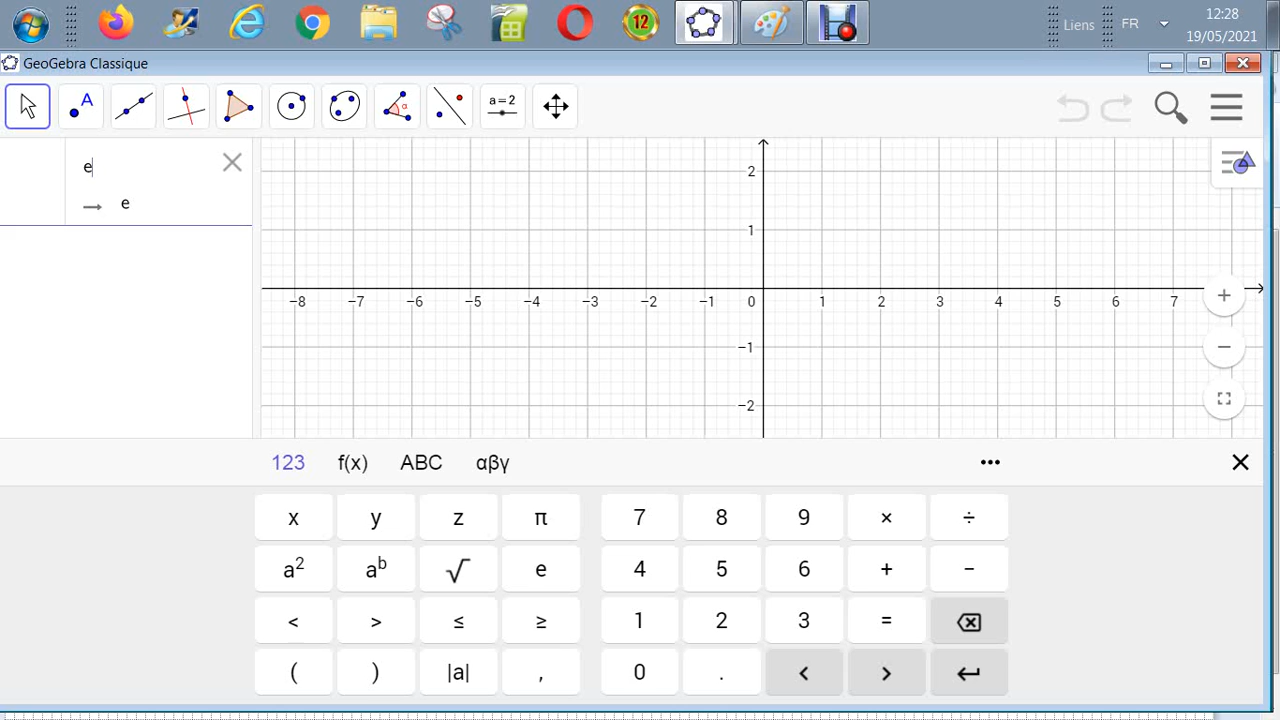 12
Liens
FR
12:28
19/05/2021
GeoGebra Classique
A
α
a=2
e
→ e
2
1
−8 −7 −6 −5 −4 −3 −2 −1 0 1 2 3 4 5 6 7
−1
−2
+
−
123 f(x) ABC αβγ •••
x y z π 7 8 9 × ÷
a² aᵇ √ e 4 5 6 + −
< > ≤ ≥ 1 2 3 =
( ) |a| , 0 . < >